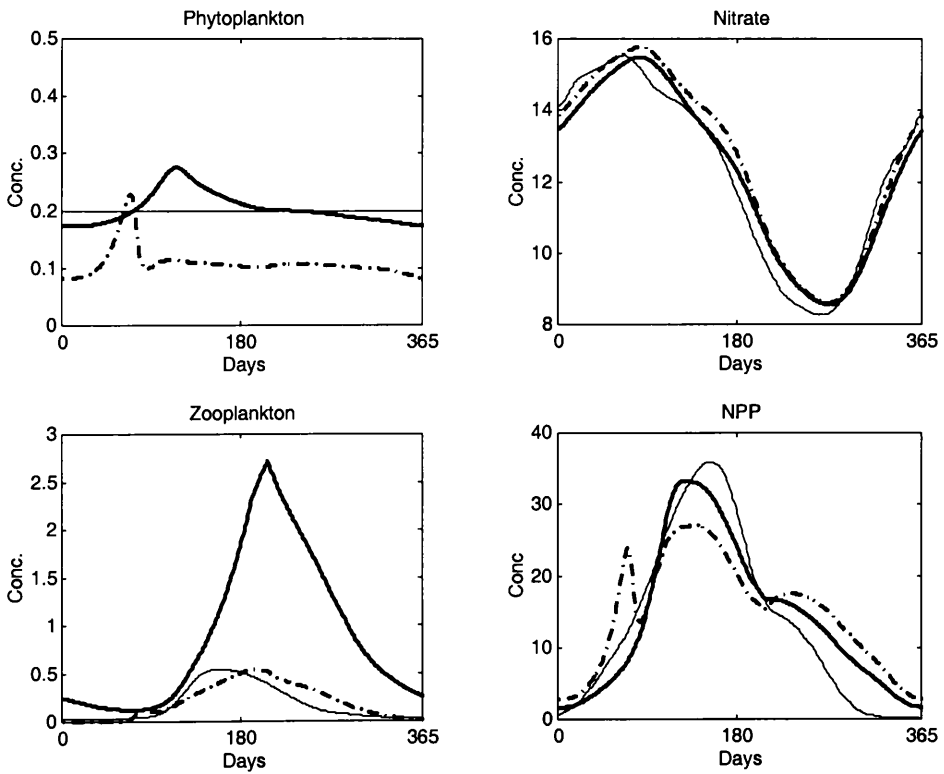 Phytoplankton
0.5
0.4
0.3
0.2
0.1
0
Conc.
0
180
365
Days
Nitrate
16
14
12
10
8
Conc.
0
180
365
Days
Zooplankton
3
2.5
2
1.5
1
0.5
0
Conc.
0
180
365
Days
NPP
40
30
20
10
0
Conc
0
180
365
Days